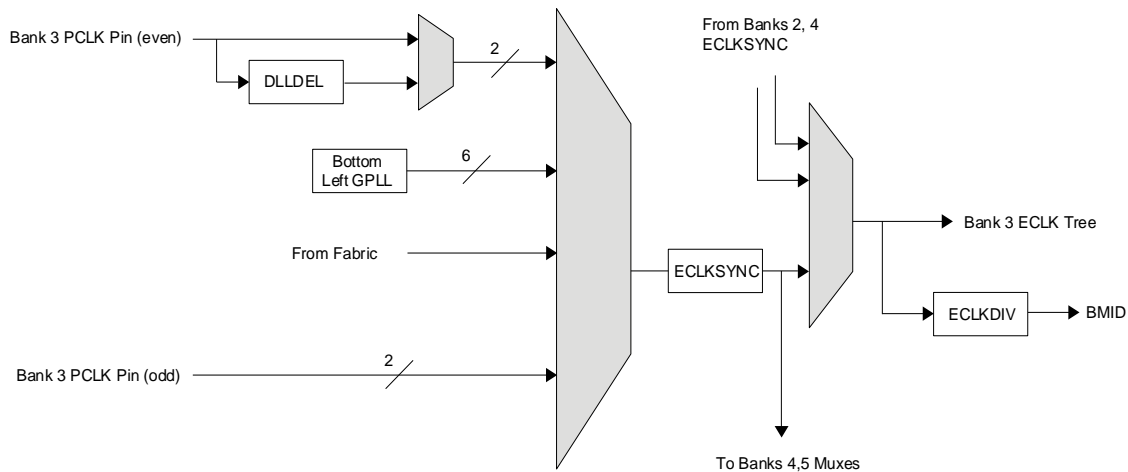 Bank 3 PCLK Pin (even)
DLLDEL
2
From Banks 2, 4
ECLKSYNC
Bottom
Left GPLL
6
From Fabric
ECLKSYNC
Bank 3 ECLK Tree
ECLKDIV
BMID
Bank 3 PCLK Pin (odd)
2
To Banks 4,5 Muxes